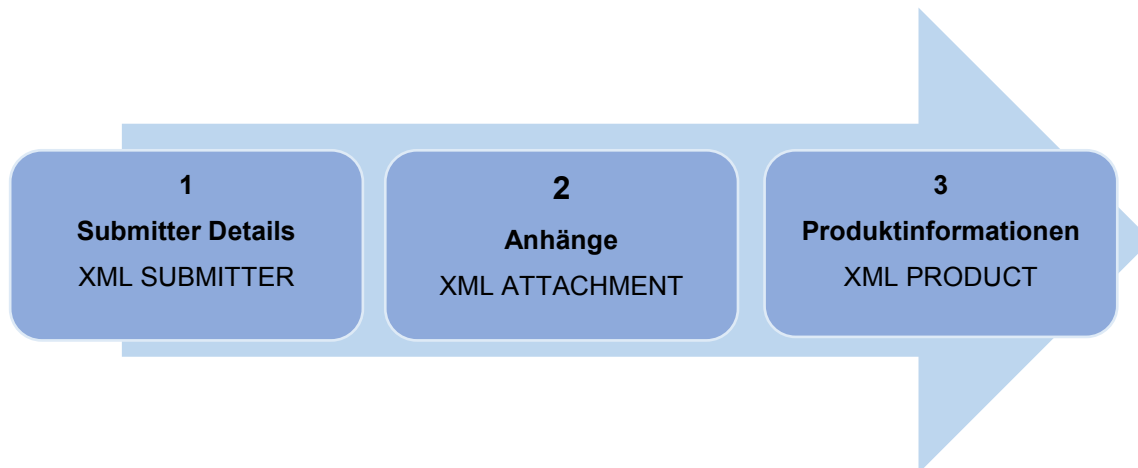 1
Submitter Details
XML SUBMITTER
2
Anhänge
XML ATTACHMENT
3
Produktinformationen
XML PRODUCT